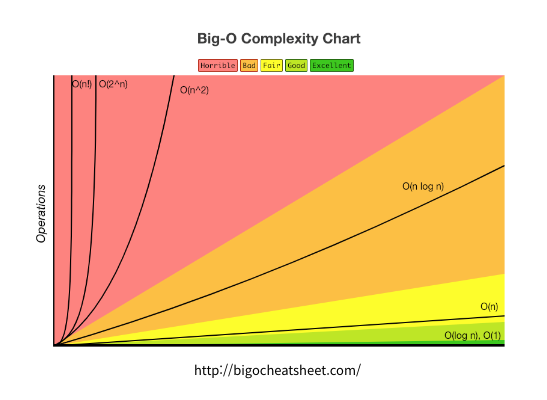 Big-O Complexity Chart
Horrible Bad Fair Good Excellent
O(n!) O(2^n) O(n^2)
O(n log n)
Operations
O(n)
O(log n), O(1)
http://bigocheatsheet.com/